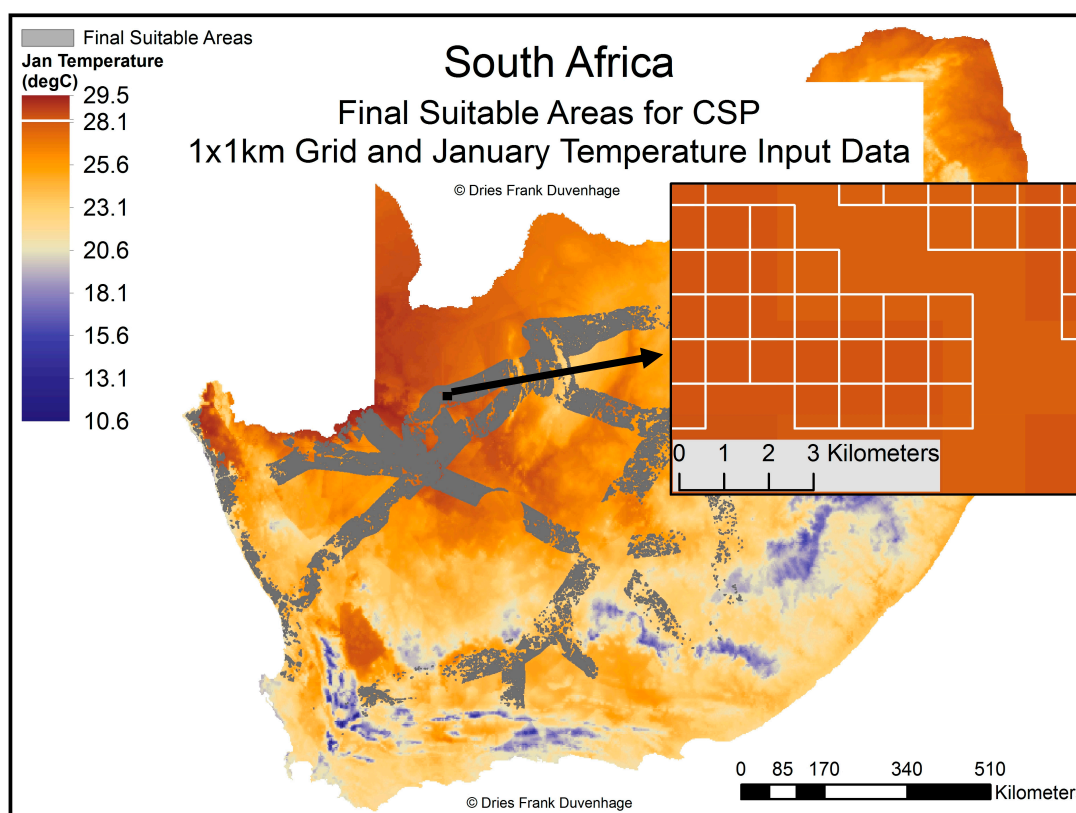 Final Suitable Areas
Jan Temperature
(degC)
29.5
28.1
25.6
23.1
20.6
18.1
15.6
13.1
10.6
South Africa
Final Suitable Areas for CSP
1x1km Grid and January Temperature Input Data
© Dries Frank Duvenhage
0 1 2 3 Kilometers
0 85 170 340 510
Kilometer
© Dries Frank Duvenhage